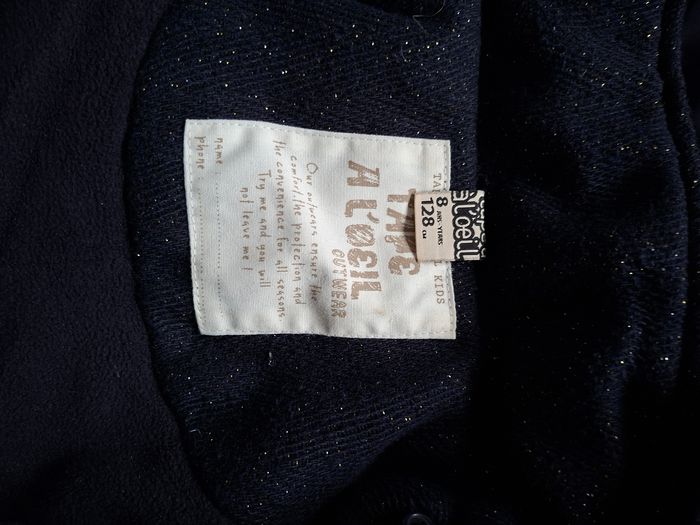 l'oeil
8 ANS-YEARS
128 CM
KIDS
TAPE
A L'OEIL
OUTWEAR
Our outwears ensure the
comfort, the protection and
the convenience for all seasons.
Try me and you will
not leave me !
name
phone